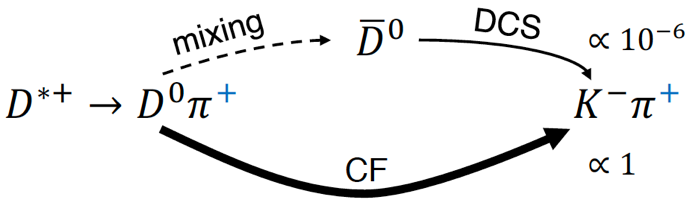 mixing
D̅⁰
DCS
∝ 10⁻⁶
D*⁺ → D⁰π⁺
K⁻π⁺
CF
∝ 1